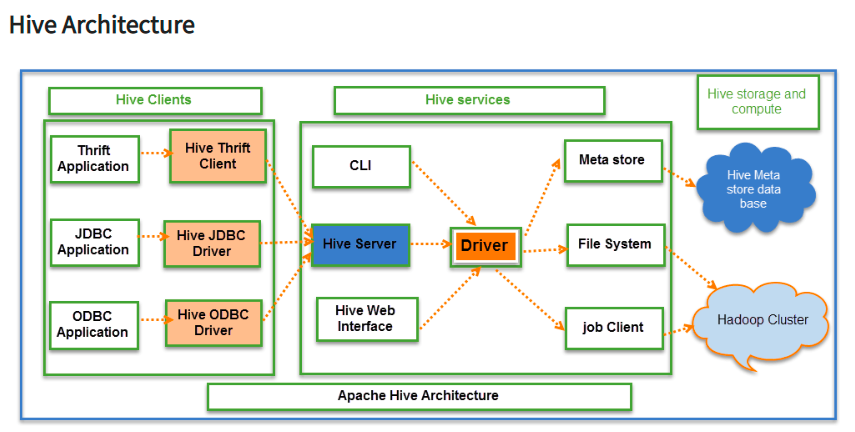 Hive Architecture
Hive Clients
Hive services
Hive storage and
compute
Thrift
Application
Hive Thrift
Client
JDBC
Application
Hive JDBC
Driver
ODBC
Application
Hive ODBC
Driver
CLI
Hive Server
Hive Web
Interface
Driver
Meta store
File System
job Client
Hive Meta
store data
base
Hadoop Cluster
Apache Hive Architecture